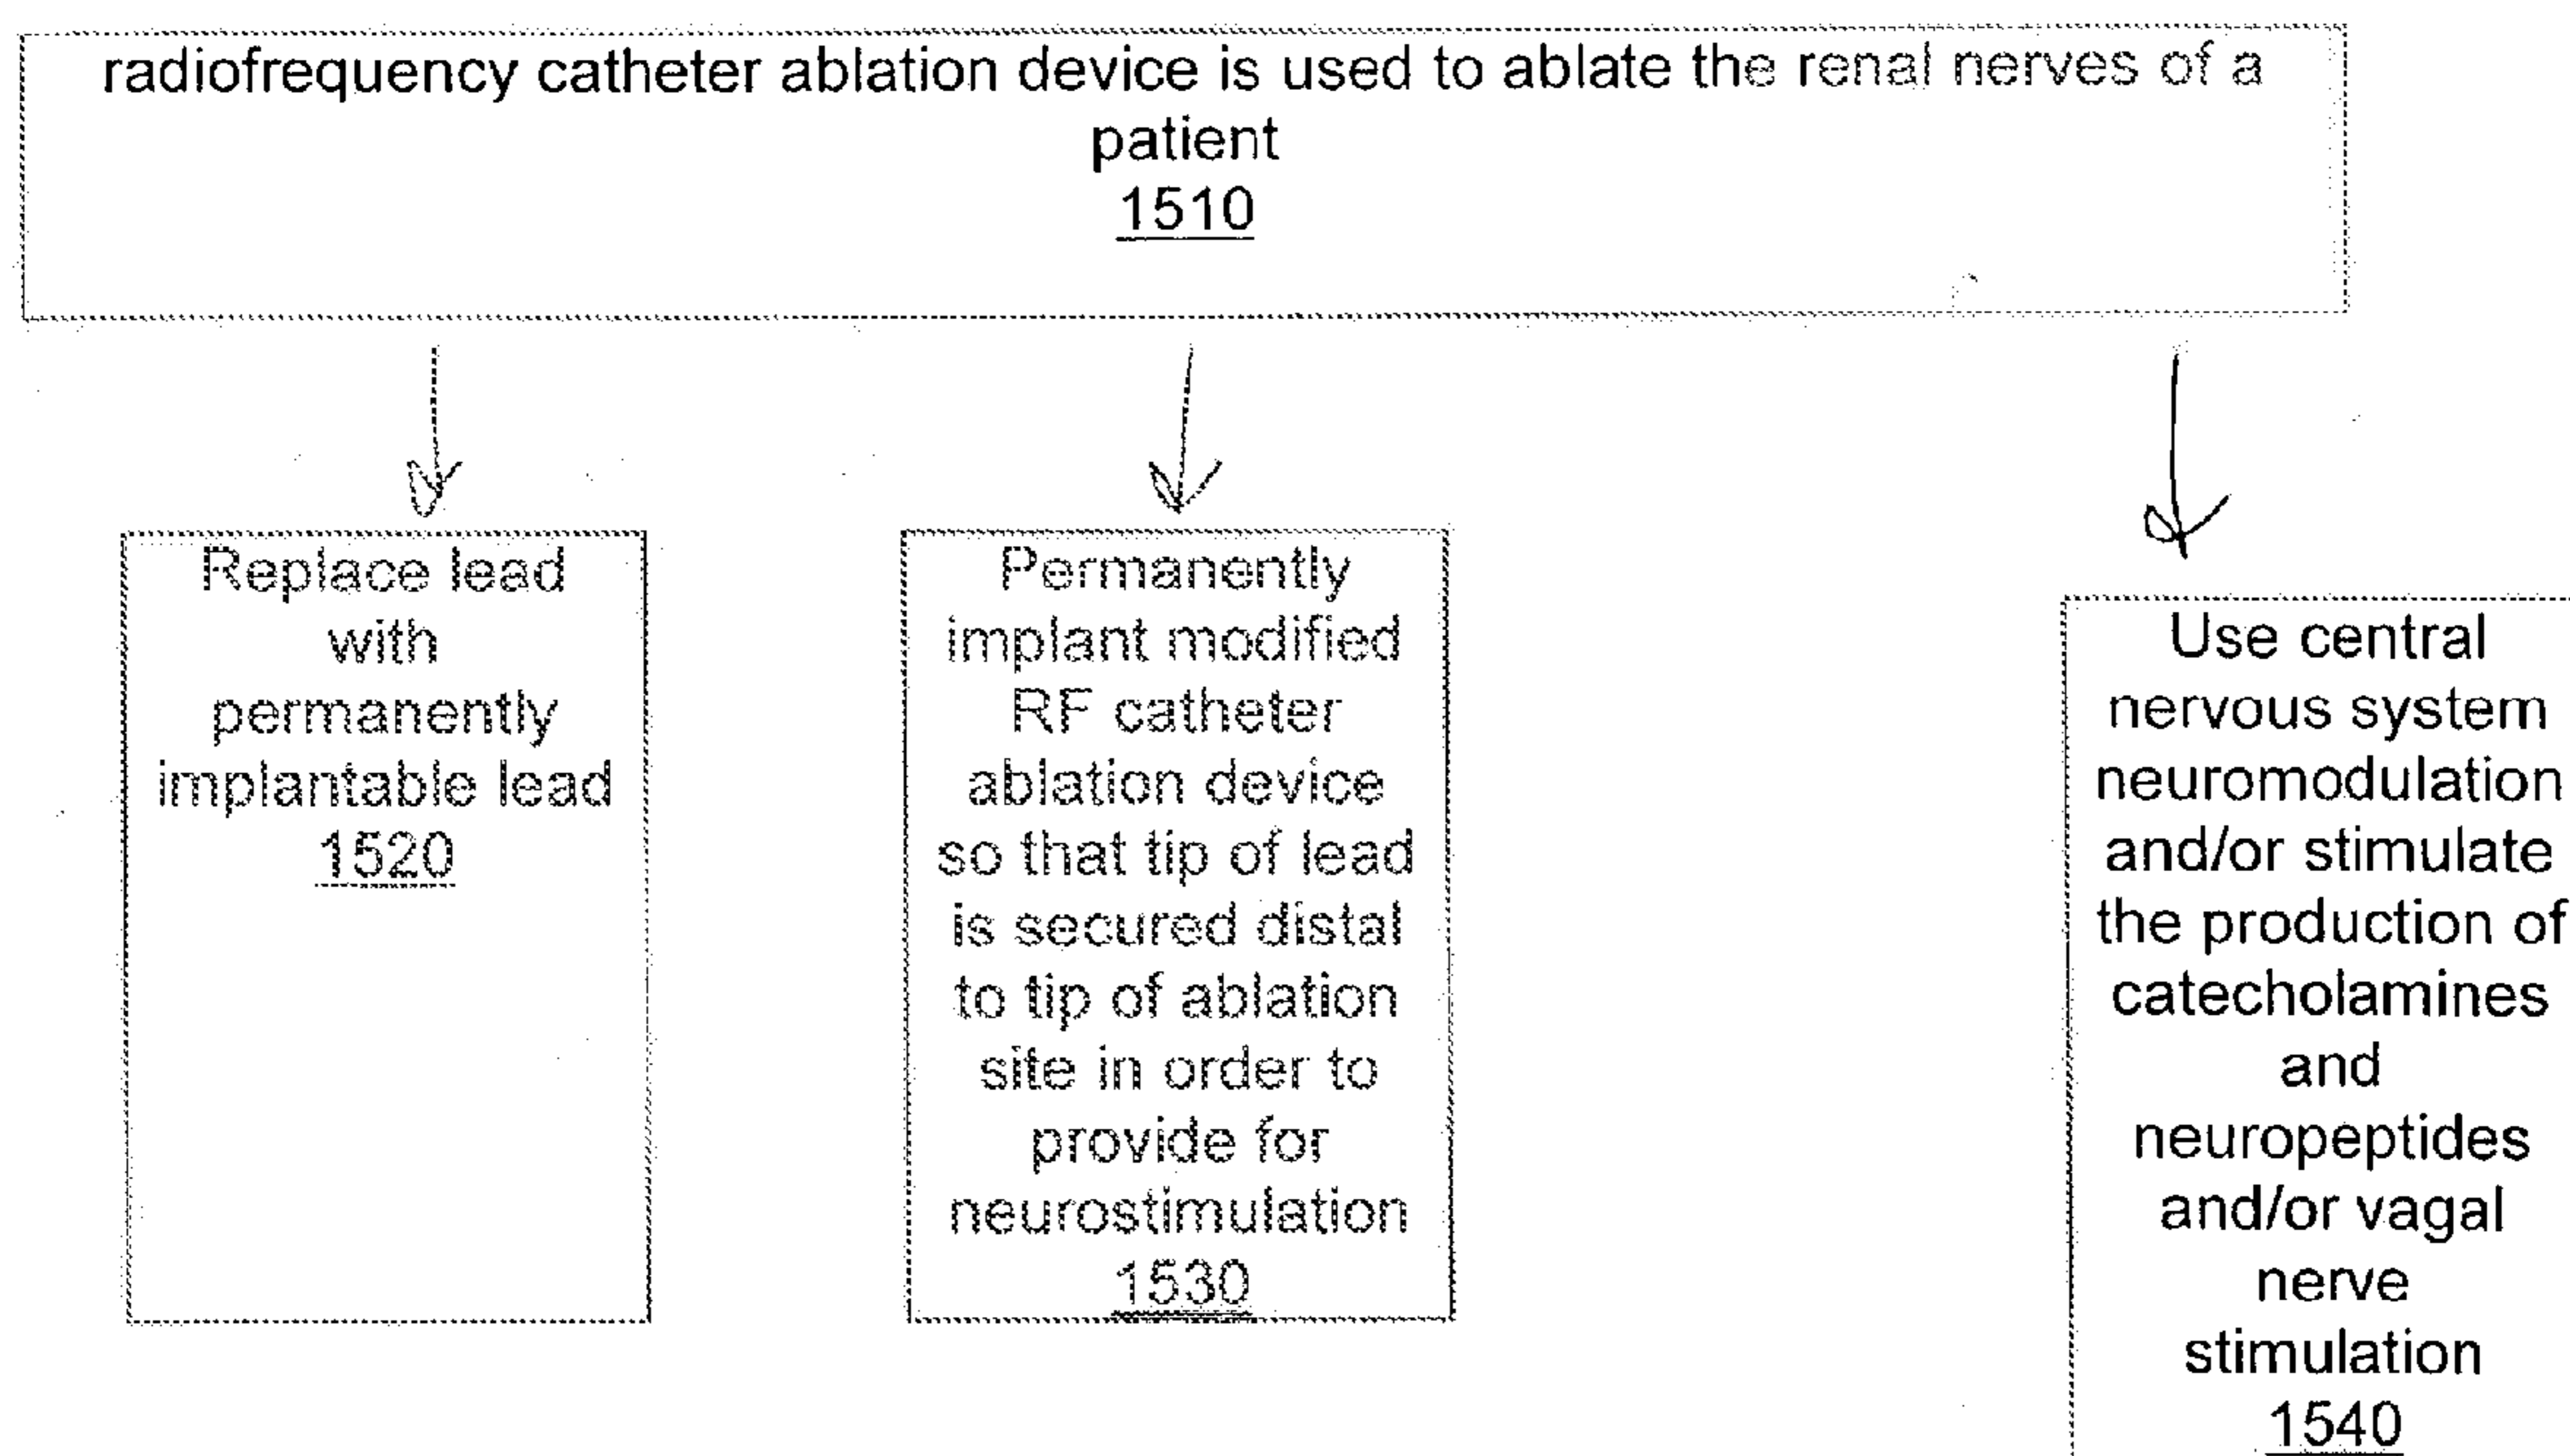 radiofrequency catheter ablation device is used to ablate the renal nerves of a
patient
1510
Replace lead
with
permanently
implantable lead
1520
Permanently
implant modified
RF catheter
ablation device
so that tip of lead
is secured distal
to tip of ablation
site in order to
provide for
neurostimulation
1530
Use central
nervous system
neuromodulation
and/or stimulate
the production of
catecholamines
and
neuropeptides
and/or vagal
nerve
stimulation
1540